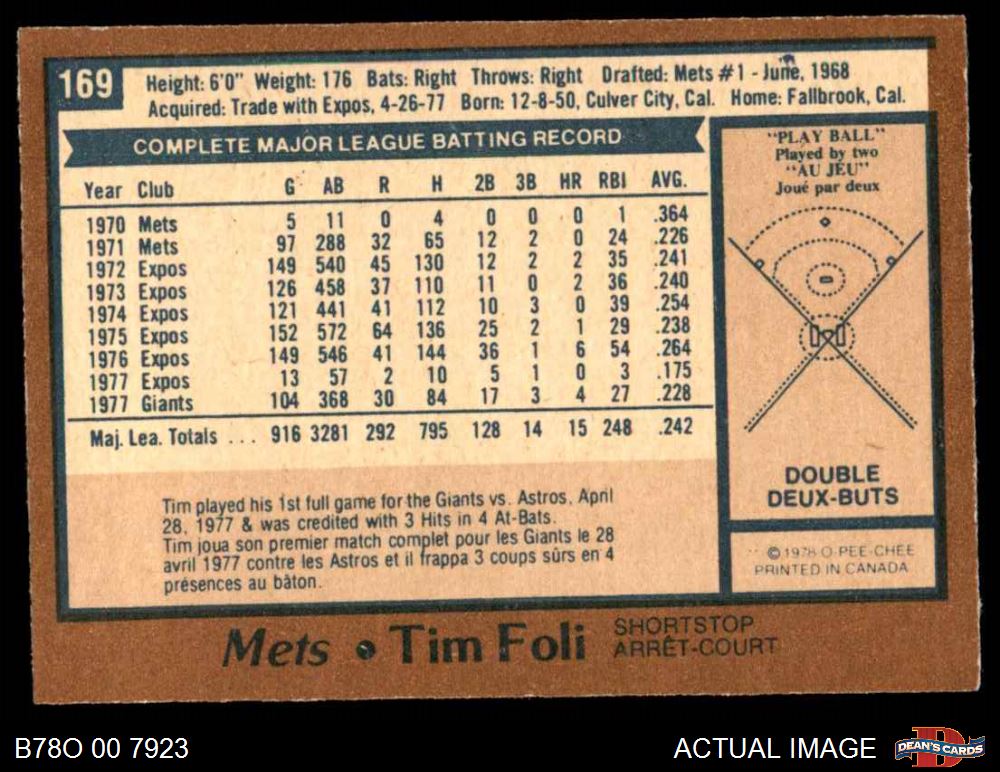 169
Height: 6'0" Weight: 176 Bats: Right Throws: Right Drafted: Mets #1 - June, 1968
Acquired: Trade with Expos, 4-26-77 Born: 12-8-50, Culver City, Cal. Home: Fallbrook, Cal.
COMPLETE MAJOR LEAGUE BATTING RECORD
Year Club G AB R H 2B 3B HR RBI AVG.
1970 Mets 5 11 0 4 0 0 0 1 .364
1971 Mets 97 288 32 65 12 2 0 24 .226
1972 Expos 149 540 45 130 12 2 2 35 .241
1973 Expos 126 458 37 110 11 0 2 36 .240
1974 Expos 121 441 41 112 10 3 0 39 .254
1975 Expos 152 572 64 136 25 2 1 29 .238
1976 Expos 149 546 41 144 36 1 6 54 .264
1977 Expos 13 57 2 10 5 1 0 3 .175
1977 Giants 104 368 30 84 17 3 4 27 .228
Maj. Lea. Totals ... 916 3281 292 795 128 14 15 248 .242
Tim played his 1st full game for the Giants vs. Astros, April
28, 1977 & was credited with 3 Hits in 4 At-Bats.
Tim joua son premier match complet pour les Giants le 28
avril 1977 contre les Astros et il frappa 3 coups sûrs en 4
présences au bâton.
"PLAY BALL"
Played by two
"AU JEU"
Joué par deux
DOUBLE
DEUX-BUTS
© 1978 O-PEE-CHEE
PRINTED IN CANADA
Mets • Tim Foli
SHORTSTOP
ARRÊT-COURT
B78O 00 7923
ACTUAL IMAGE
DEAN'S CARDS